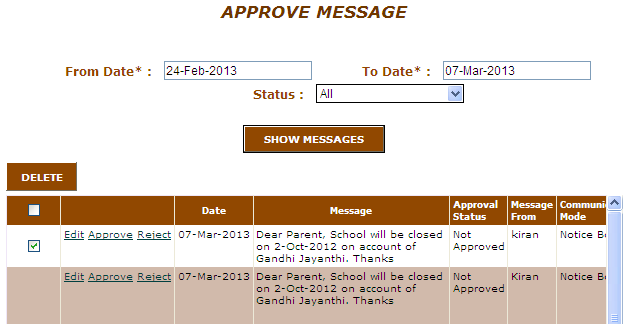 APPROVE MESSAGE
From Date* : 24-Feb-2013 To Date* : 07-Mar-2013
Status : All
SHOW MESSAGES
DELETE
Date Message Approval Status Message From Communi Mode
Edit Approve Reject 07-Mar-2013 Dear Parent, School will be closed Not kiran Notice Bo
on 2-Oct-2012 on account of Approved
Gandhi Jayanthi. Thanks
Edit Approve Reject 07-Mar-2013 Dear Parent, School will be closed Not Kiran Notice Bo
on 2-Oct-2012 on account of Approved
Gandhi Jayanthi. Thanks